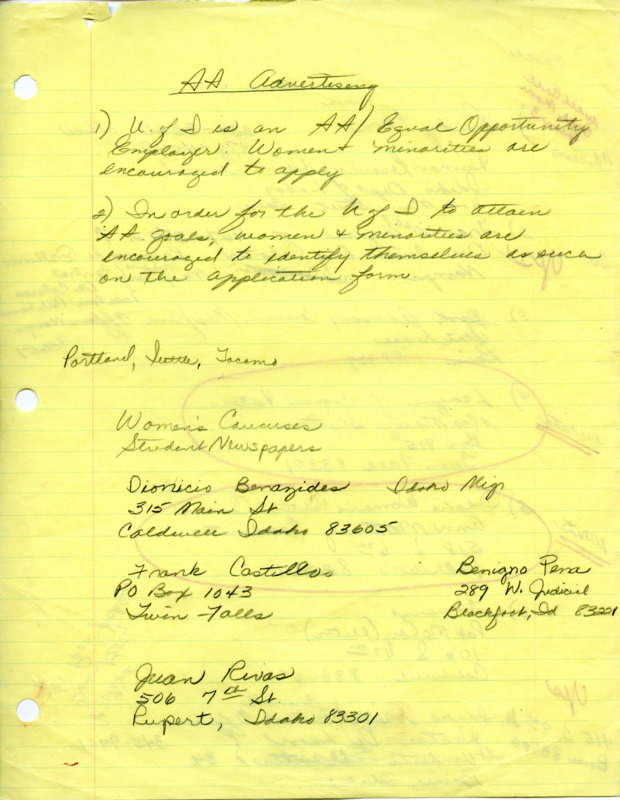 AA. Advertising
1) U. of I is an AA/ Equal Opportunity
Employer. Women & minorities are
encouraged to apply
2) In order for the U of I to attain
AA goals, women & minorities are
encouraged to identify themselves as such
on the application form
Portland, Seattle, Tacoma
Women's Caucuses
Student Newspapers
Dionicio Benazides Idaho Migr
315 Main St
Caldwell Idaho 83605
Frank Castillos
PO Box 1043
Twin Falls
Benigno Pena
289 W. Judicial
Blackfoot, Id 83221
Juan Rivas
506 7th St
Rupert, Idaho 83301